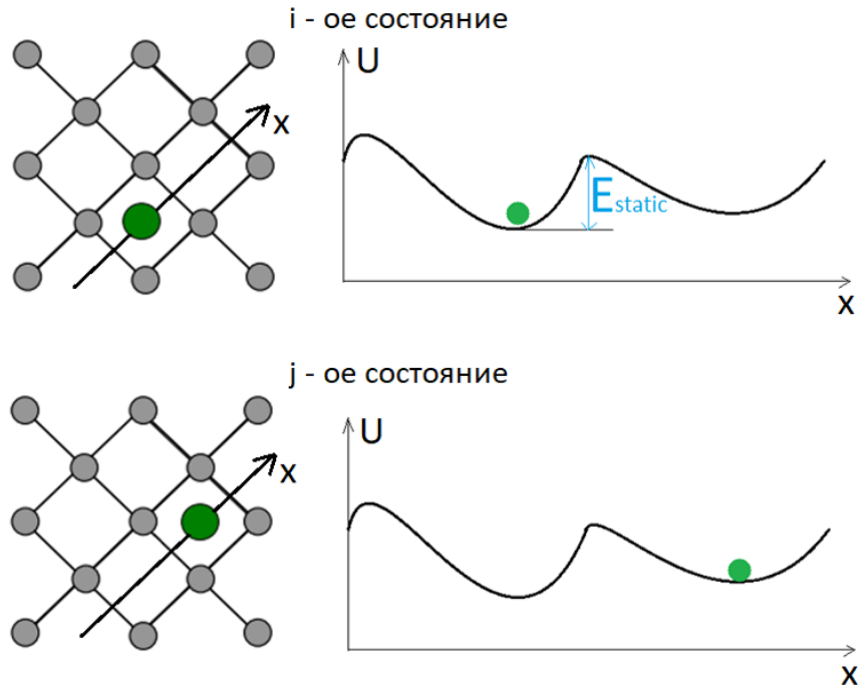 i - ое состояние
U
x
E static
x
j - ое состояние
U
x
x